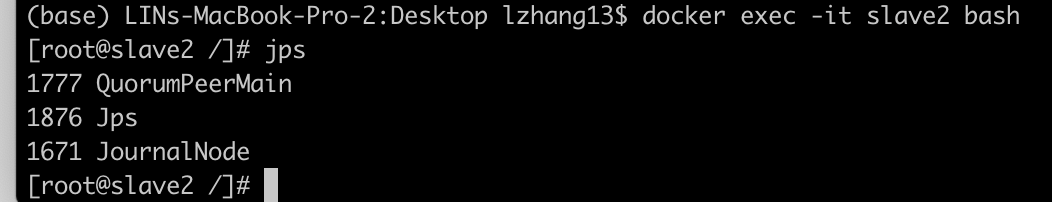 (base) LINs-MacBook-Pro-2:Desktop lzhang13$ docker exec -it slave2 bash
[root@slave2 /]# jps
1777 QuorumPeerMain
1876 Jps
1671 JournalNode
[root@slave2 /]#